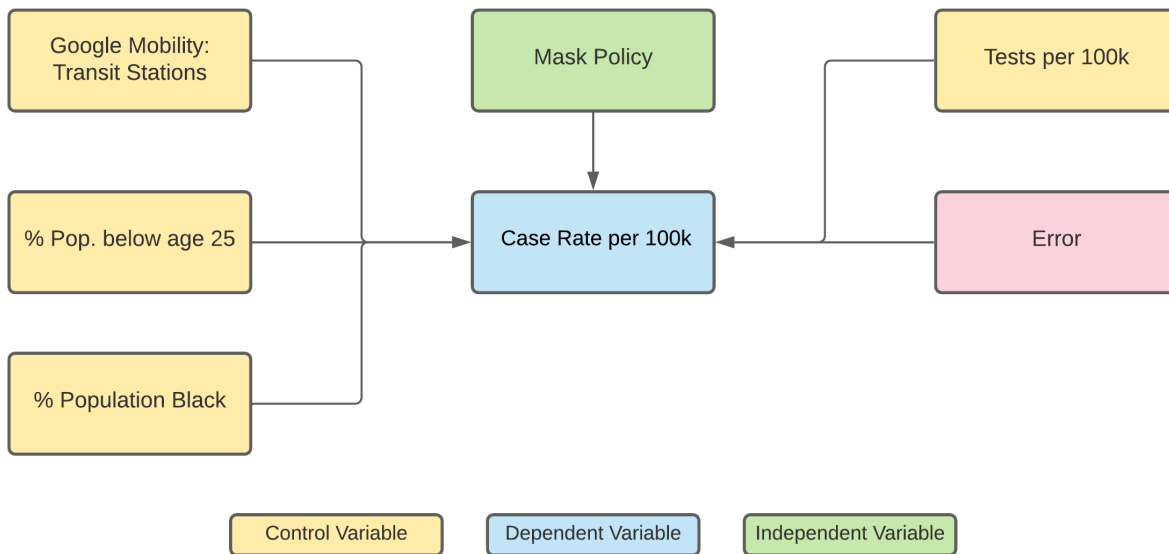 Google Mobility:
Transit Stations
Mask Policy
Tests per 100k
% Pop. below age 25
Case Rate per 100k
Error
% Population Black
Control Variable
Dependent Variable
Independent Variable